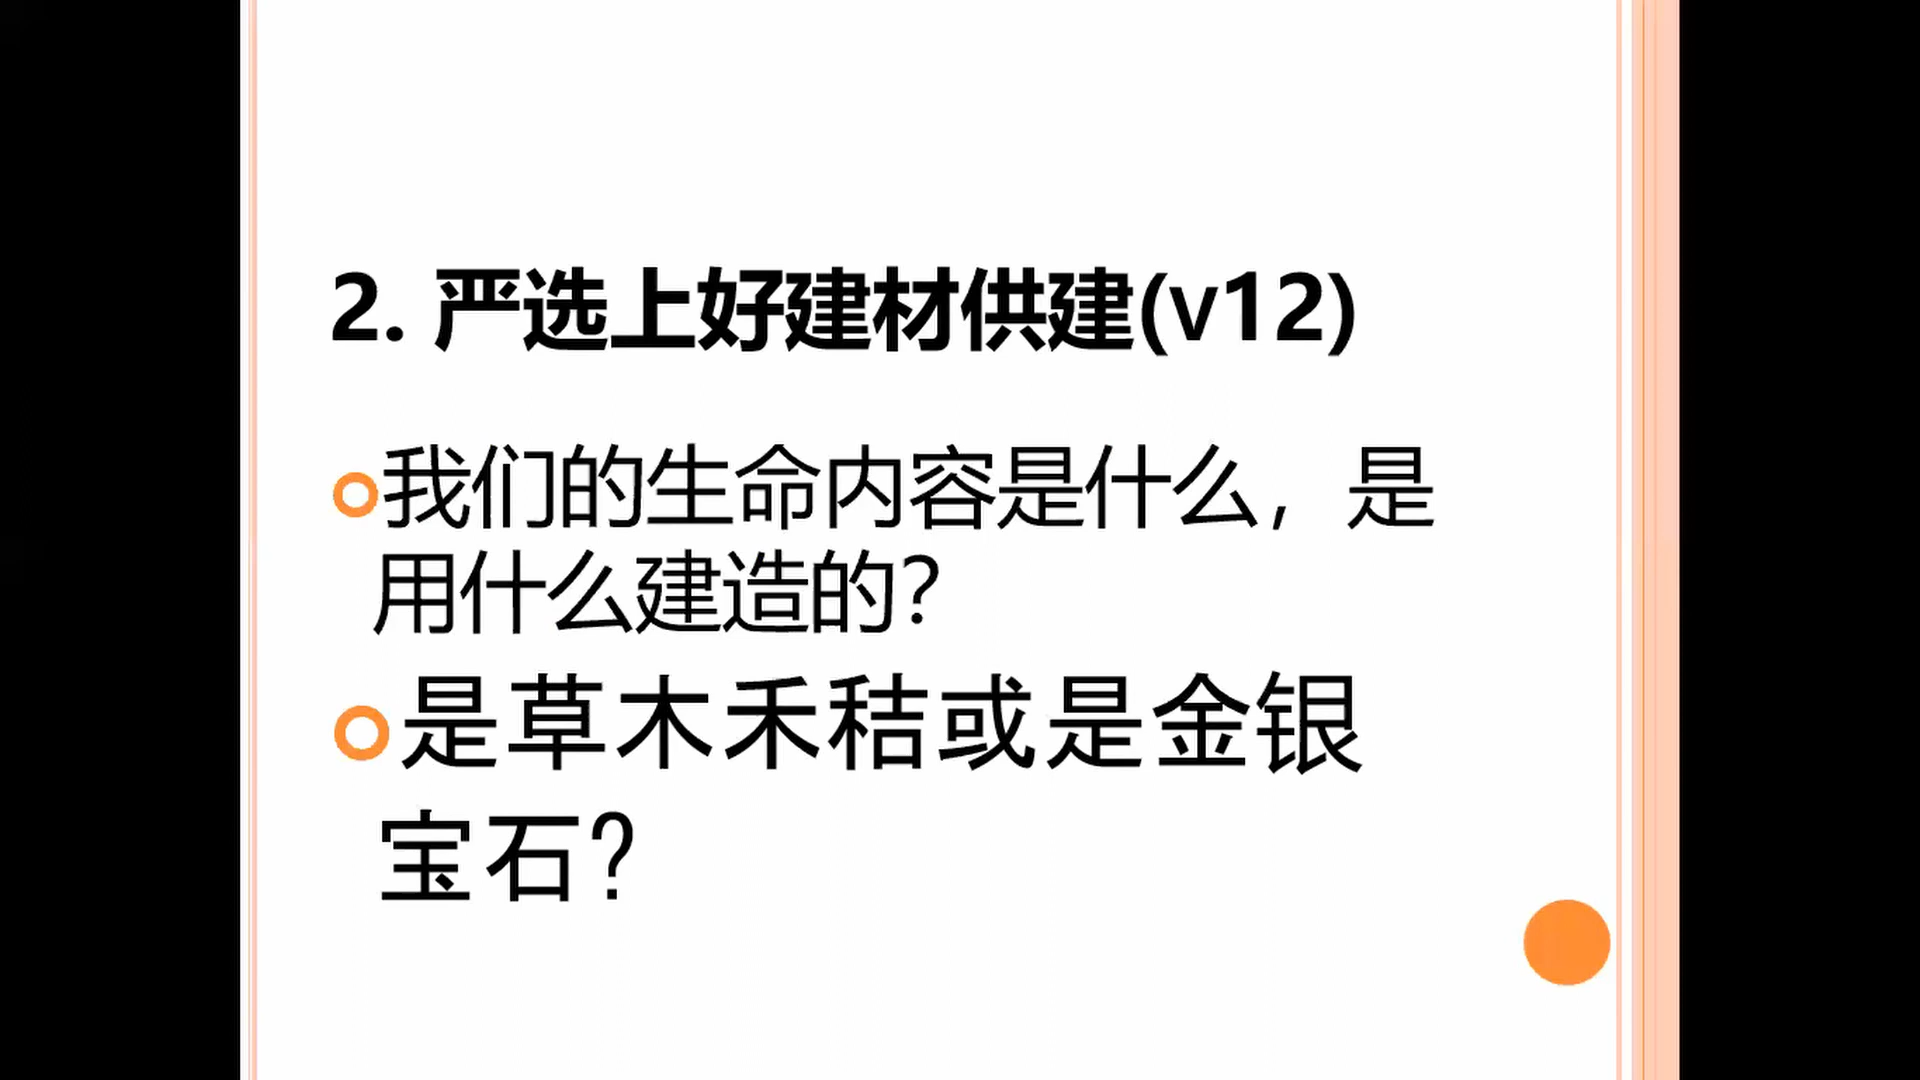 2. 严选上好建材供建(v12)
我们的生命内容是什么，是
用什么建造的？
是草木禾秸或是金银
宝石？